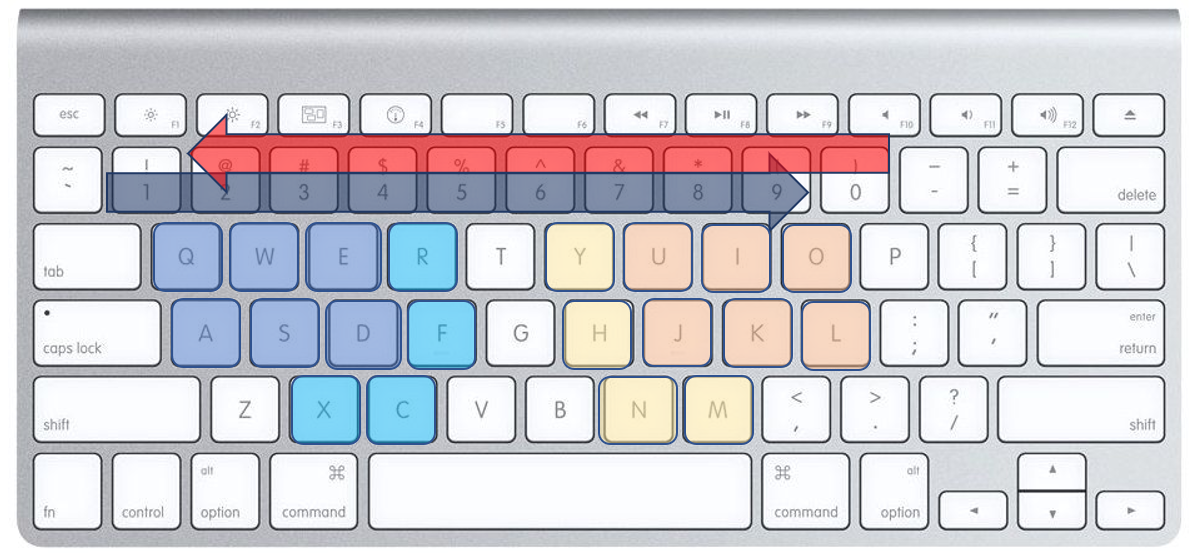 esc F1 F2 F3 F4 F5 F6 F7 F8 F9 F10 F11 F12
~ ! @ # $ % ^ & * ) — +
` 1 2 3 4 5 6 7 8 9 0 - = delete
tab Q W E R T Y U I O P { [ } ] | \
caps lock A S D F G H J K L : ; " ' enter return
shift Z X C V B N M < , > . ? / shift
fn control alt option ⌘ command ⌘ command alt option ◄ ▲ ▼ ►